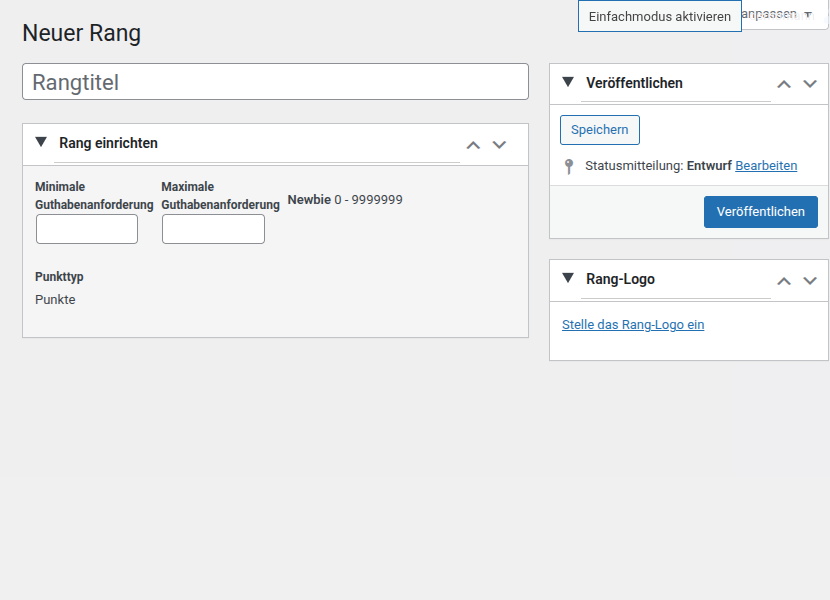 Einfachmodus aktivieren
anpassen
Neuer Rang
Rangtitel
Rang einrichten
Minimale
Guthabenanforderung
Maximale
Guthabenanforderung
Newbie 0 - 9999999
Punkttyp
Punkte
Veröffentlichen
Speichern
Statusmitteilung: Entwurf Bearbeiten
Veröffentlichen
Rang-Logo
Stelle das Rang-Logo ein